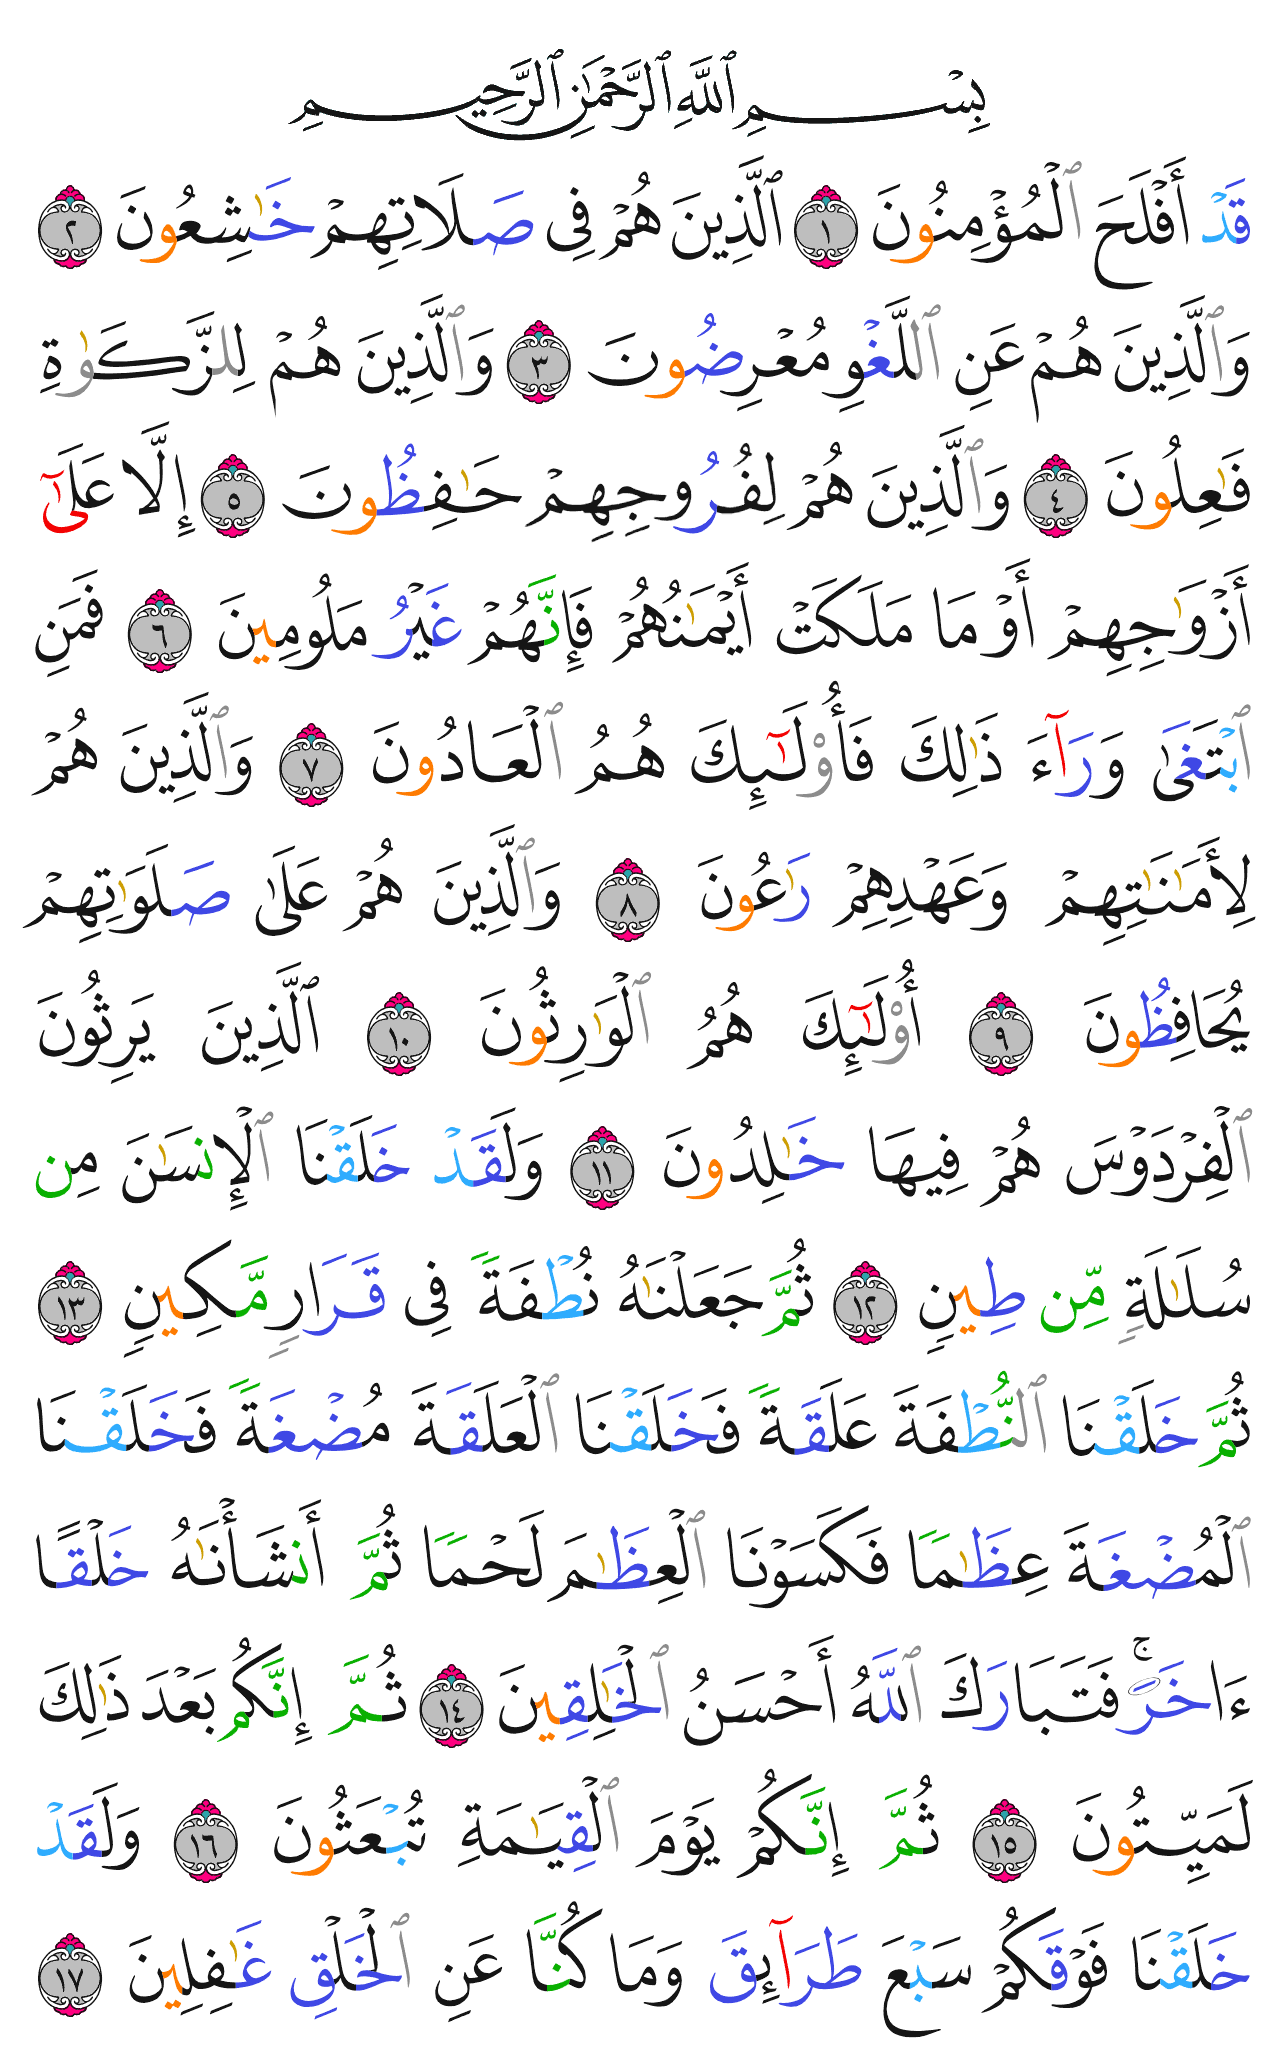 بِسْمِ ٱللَّهِ ٱلرَّحْمَٰنِ ٱلرَّحِيمِ
قَدْ أَفْلَحَ ٱلْمُؤْمِنُونَ ١ ٱلَّذِينَ هُمْ فِى صَلَاتِهِمْ خَٰشِعُونَ ٢
وَٱلَّذِينَ هُمْ عَنِ ٱللَّغْوِ مُعْرِضُونَ ٣ وَٱلَّذِينَ هُمْ لِلزَّكَوٰةِ
فَٰعِلُونَ ٤ وَٱلَّذِينَ هُمْ لِفُرُوجِهِمْ حَٰفِظُونَ ٥ إِلَّا عَلَىٰٓ
أَزْوَٰجِهِمْ أَوْ مَا مَلَكَتْ أَيْمَٰنُهُمْ فَإِنَّهُمْ غَيْرُ مَلُومِينَ ٦ فَمَنِ
ٱبْتَغَىٰ وَرَآءَ ذَٰلِكَ فَأُو۟لَٰٓئِكَ هُمُ ٱلْعَادُونَ ٧ وَٱلَّذِينَ هُمْ
لِأَمَٰنَٰتِهِمْ وَعَهْدِهِمْ رَٰعُونَ ٨ وَٱلَّذِينَ هُمْ عَلَىٰ صَلَوَٰتِهِمْ
يُحَافِظُونَ ٩ أُو۟لَٰٓئِكَ هُمُ ٱلْوَٰرِثُونَ ١٠ ٱلَّذِينَ يَرِثُونَ
ٱلْفِرْدَوْسَ هُمْ فِيهَا خَٰلِدُونَ ١١ وَلَقَدْ خَلَقْنَا ٱلْإِنسَٰنَ مِن
سُلَٰلَةٍ مِّن طِينٍ ١٢ ثُمَّ جَعَلْنَٰهُ نُطْفَةً فِى قَرَارٍ مَّكِينٍ ١٣
ثُمَّ خَلَقْنَا ٱلنُّطْفَةَ عَلَقَةً فَخَلَقْنَا ٱلْعَلَقَةَ مُضْغَةً فَخَلَقْنَا
ٱلْمُضْغَةَ عِظَٰمًا فَكَسَوْنَا ٱلْعِظَٰمَ لَحْمًا ثُمَّ أَنشَأْنَٰهُ خَلْقًا
ءَاخَرَ ۚ فَتَبَارَكَ ٱللَّهُ أَحْسَنُ ٱلْخَٰلِقِينَ ١٤ ثُمَّ إِنَّكُم بَعْدَ ذَٰلِكَ
لَمَيِّتُونَ ١٥ ثُمَّ إِنَّكُمْ يَوْمَ ٱلْقِيَٰمَةِ تُبْعَثُونَ ١٦ وَلَقَدْ
خَلَقْنَا فَوْقَكُمْ سَبْعَ طَرَآئِقَ وَمَا كُنَّا عَنِ ٱلْخَلْقِ غَٰفِلِينَ ١٧